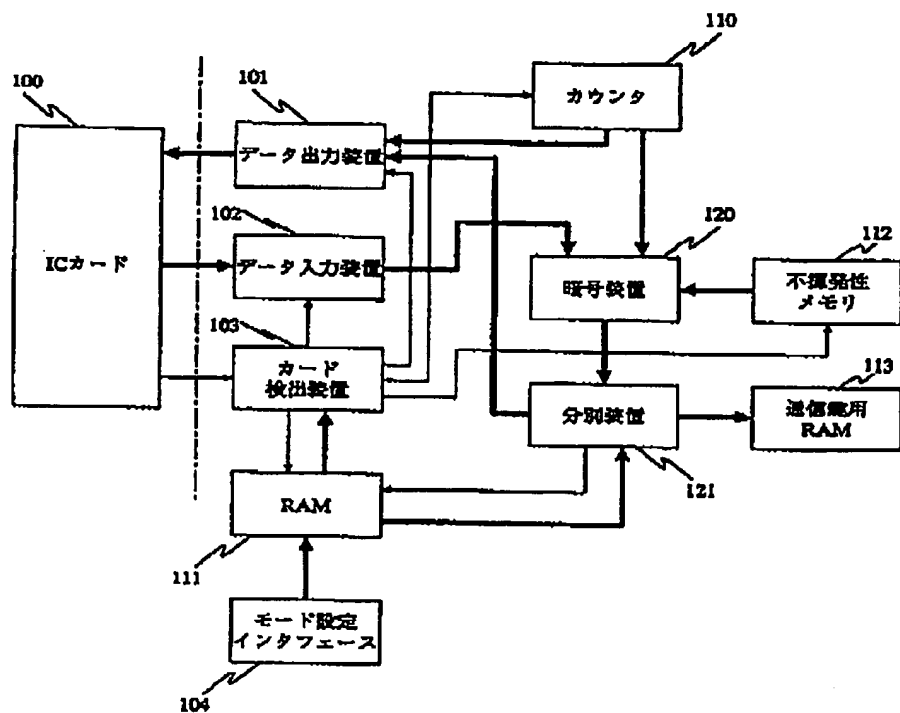 110
100
101
カウンタ
データ出力装置
102
120
112
ICカード
データ入力装置
暗号装置
不揮発性
メモリ
103
カード
検出装置
113
分別装置
通信鍵用
RAM
RAM
121
111
モード設定
インタフェース
104